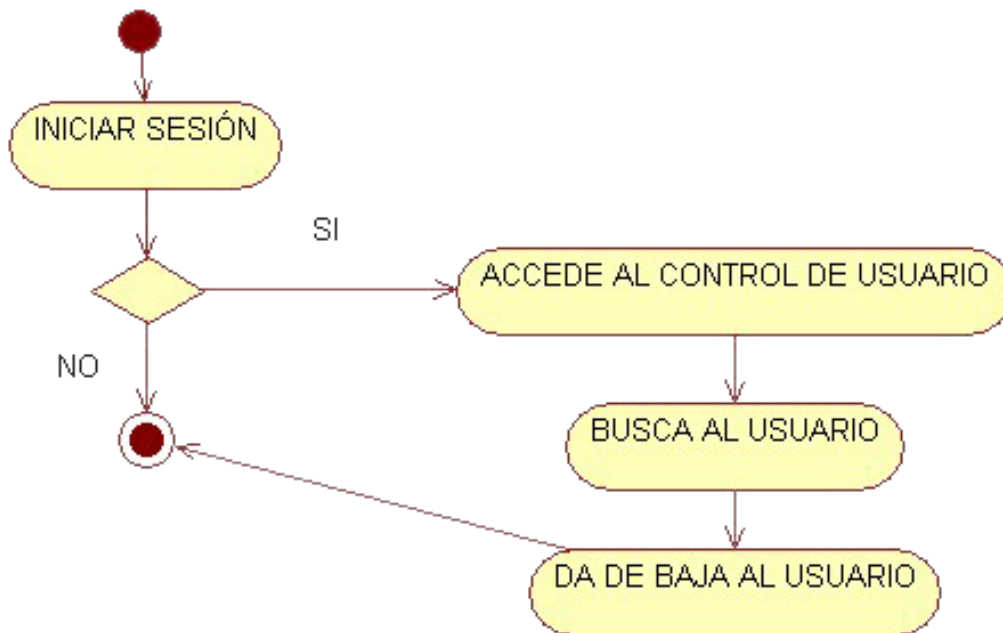 INICIAR SESIÓN
SI
ACCEDE AL CONTROL DE USUARIO
NO
BUSCA AL USUARIO
DA DE BAJA AL USUARIO